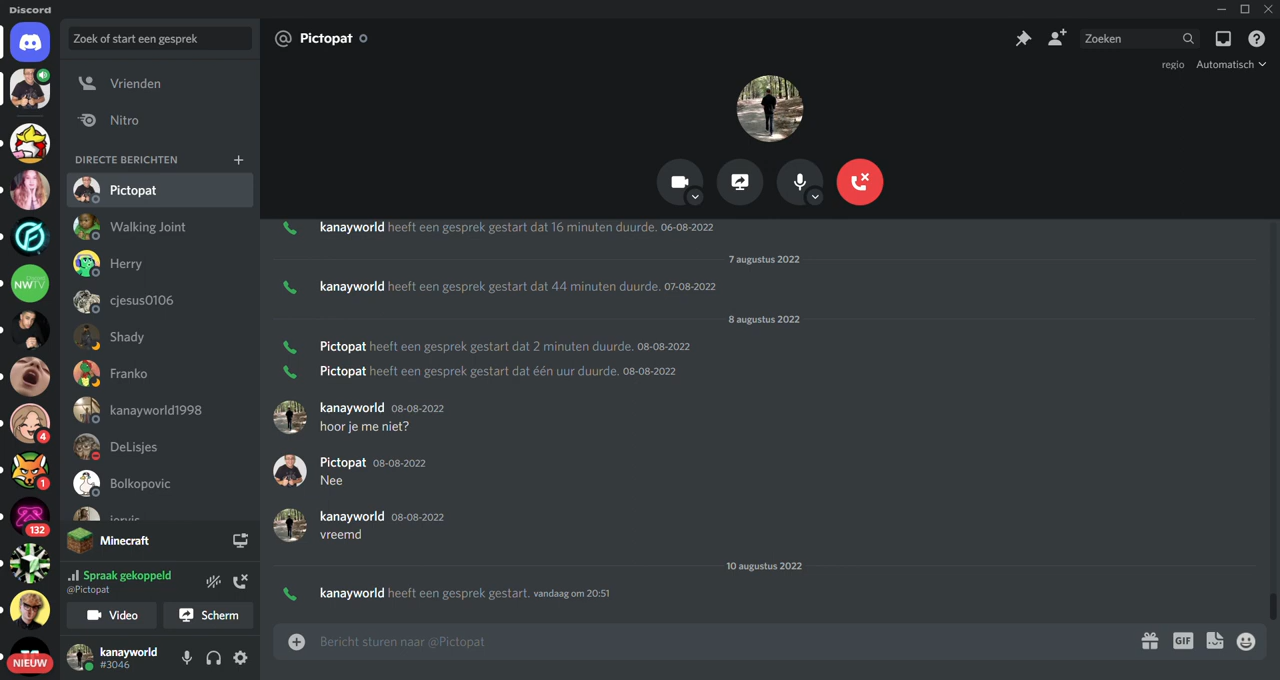 Discord
Zoek of start een gesprek
Vrienden
Nitro
DIRECTE BERICHTEN
Pictopat
Walking Joint
Herry
cjesus0106
Shady
Franko
kanayworld1998
DeLisjes
Bolkopovic
NWTV
4
1
132
NIEUW
Minecraft
Spraak gekoppeld
@Pictopat
Video
Scherm
kanayworld
#3046
Pictopat
Zoeken
regio Automatisch
kanayworld heeft een gesprek gestart dat 16 minuten duurde. 06-08-2022
7 augustus 2022
kanayworld heeft een gesprek gestart dat 44 minuten duurde. 07-08-2022
8 augustus 2022
Pictopat heeft een gesprek gestart dat 2 minuten duurde. 08-08-2022
Pictopat heeft een gesprek gestart dat één uur duurde. 08-08-2022
kanayworld 08-08-2022
hoor je me niet?
Pictopat 08-08-2022
Nee
kanayworld 08-08-2022
vreemd
10 augustus 2022
kanayworld heeft een gesprek gestart. vandaag om 20:51
Bericht sturen naar @Pictopat
GIF